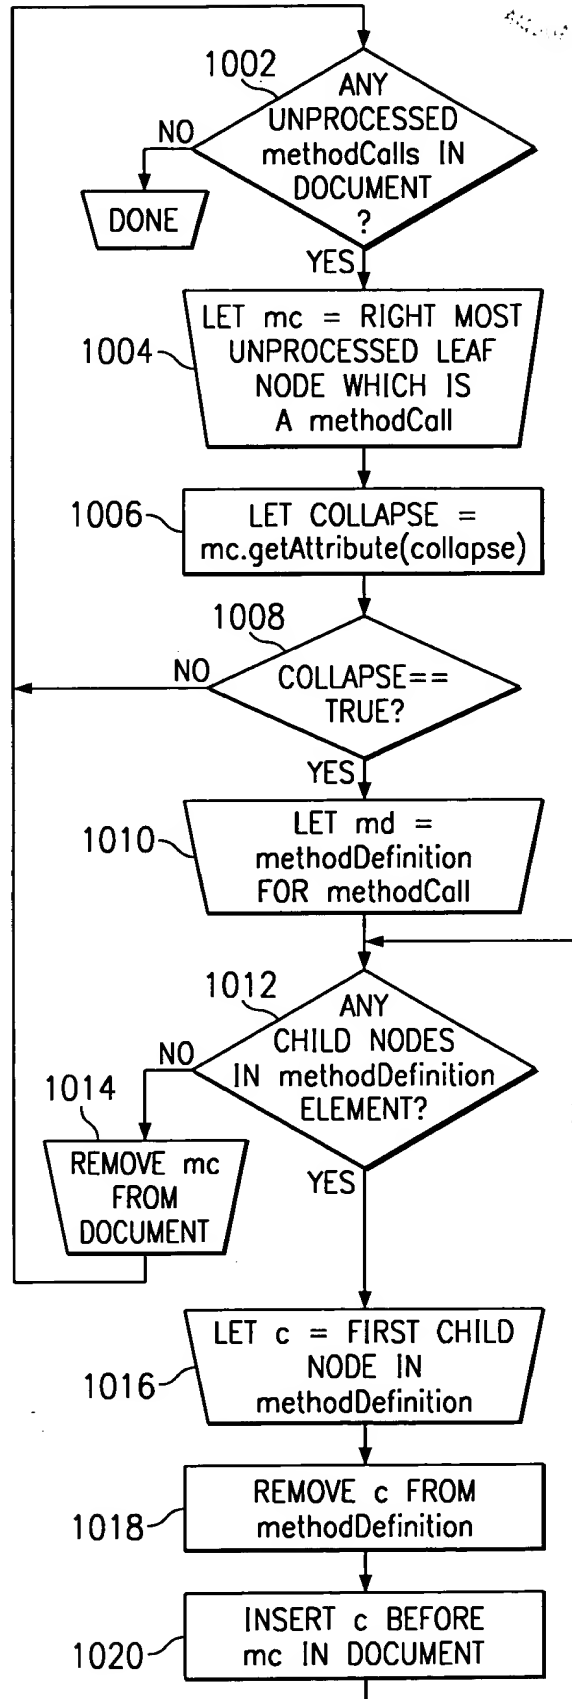 1002
ANY
UNPROCESSED
methodCalls IN
DOCUMENT
?
NO
DONE
YES
1004
LET mc = RIGHT MOST
UNPROCESSED LEAF
NODE WHICH IS
A methodCall
1006
LET COLLAPSE =
mc.getAttribute(collapse)
1008
NO
COLLAPSE==
TRUE?
YES
1010
LET md =
methodDefinition
FOR methodCall
1012
ANY
CHILD NODES
IN methodDefinition
ELEMENT?
NO
1014
REMOVE mc
FROM
DOCUMENT
YES
1016
LET c = FIRST CHILD
NODE IN
methodDefinition
1018
REMOVE c FROM
methodDefinition
1020
INSERT c BEFORE
mc IN DOCUMENT